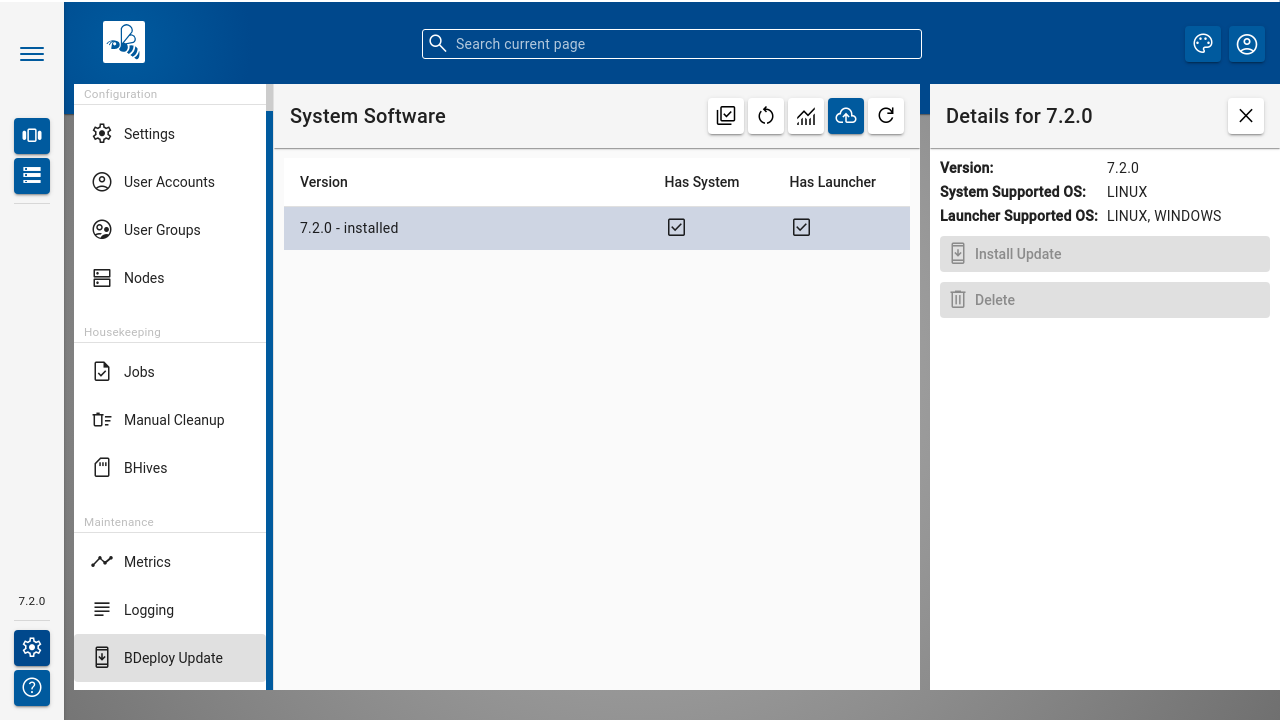 Search current page
7.2.0
Configuration
Settings
User Accounts
User Groups
Nodes
Housekeeping
Jobs
Manual Cleanup
BHives
Maintenance
Metrics
Logging
BDeploy Update
System Software
Version Has System Has Launcher
7.2.0 - installed
Details for 7.2.0
Version: 7.2.0
System Supported OS: LINUX
Launcher Supported OS: LINUX, WINDOWS
Install Update
Delete